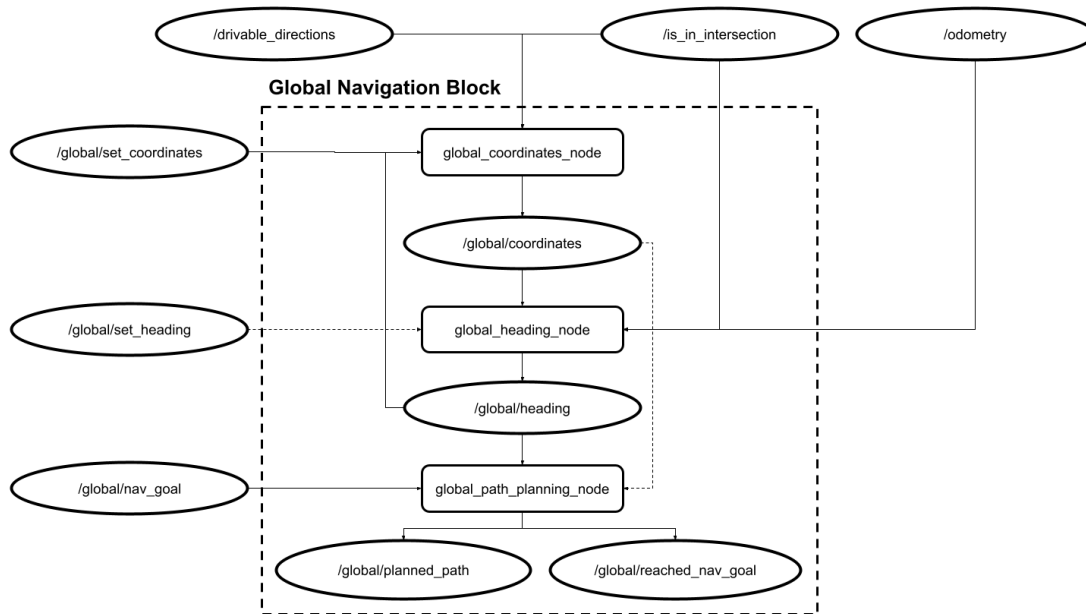 /drivable_directions
/is_in_intersection
/odometry
Global Navigation Block
/global/set_coordinates
global_coordinates_node
/global/coordinates
/global/set_heading
global_heading_node
/global/heading
/global/nav_goal
global_path_planning_node
/global/planned_path
/global/reached_nav_goal